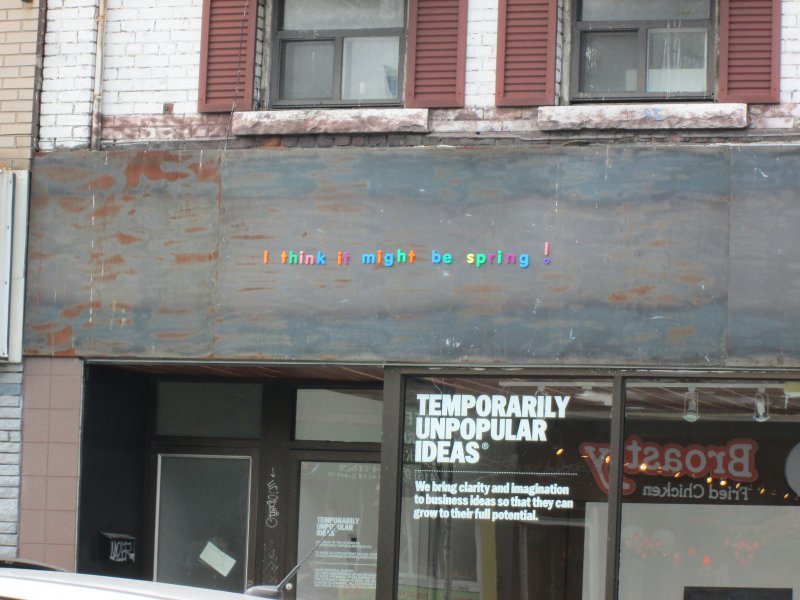 I think it might be spring!
TEMPORARILY
UNPOPULAR
IDEAS®
We bring clarity and imagination
to business ideas so that they can
grow to their full potential.
Broasty
Fried Chicken
TEMPORARILY
UNPOPULAR
IDEAS